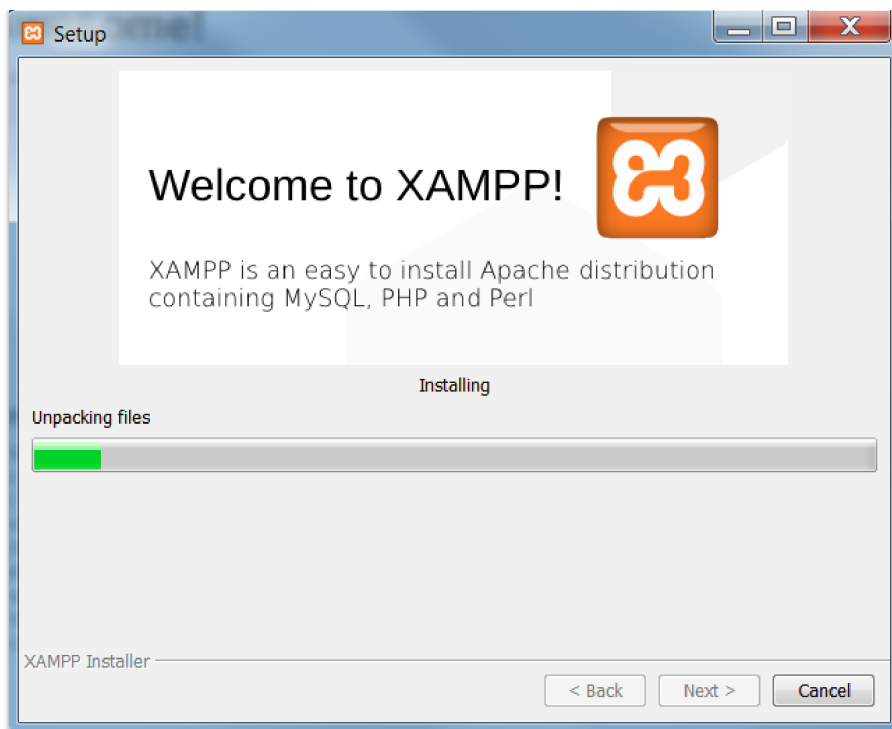 Setup
Welcome to XAMPP!
XAMPP is an easy to install Apache distribution
containing MySQL, PHP and Perl
Installing
Unpacking files
XAMPP Installer
< Back
Next >
Cancel